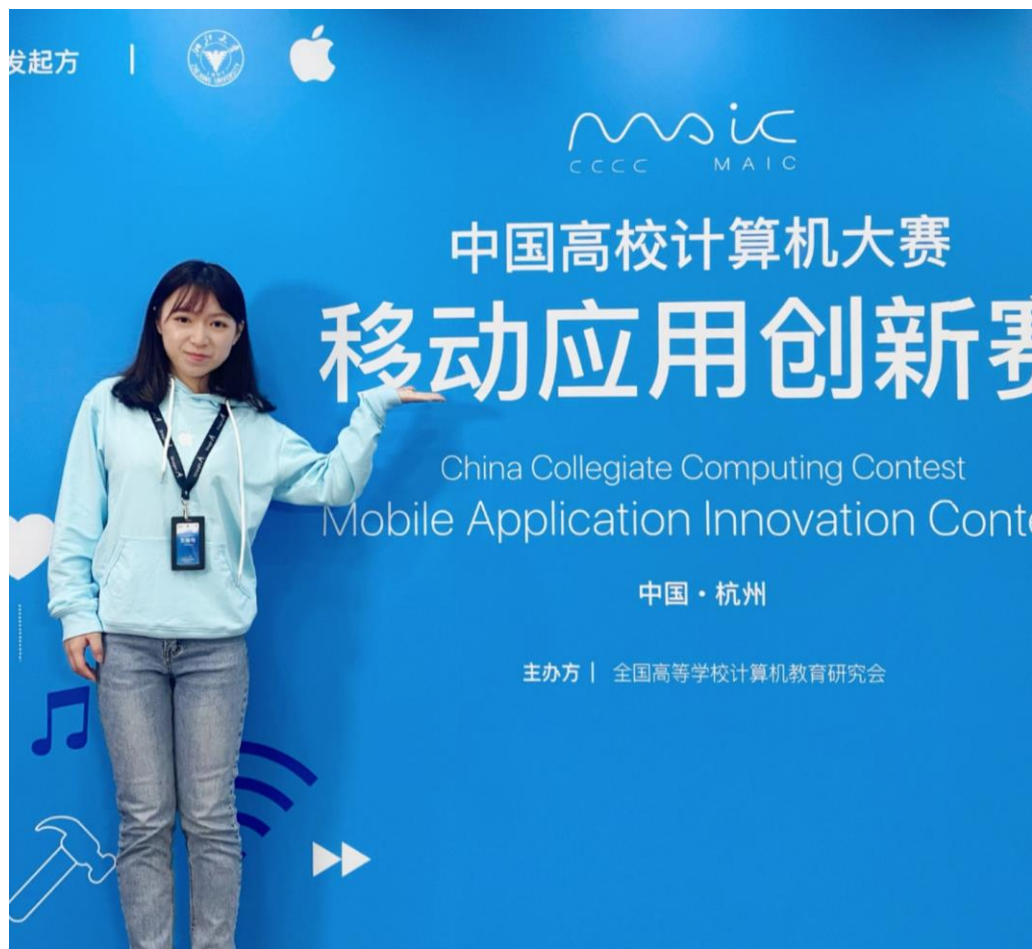 发起方 |
MAIC
CCCC MAIC
中国高校计算机大赛
移动应用创新赛
China Collegiate Computing Contest
Mobile Application Innovation Conte
中国·杭州
主办方 | 全国高等学校计算机教育研究会